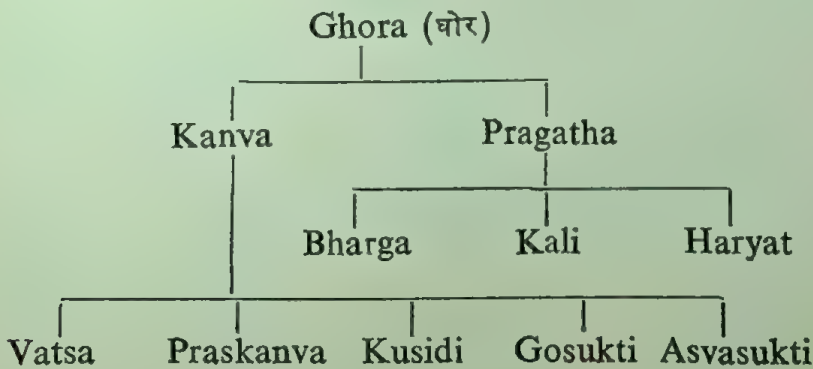 Ghora (घोर)
Kanva Pragatha
Bharga Kali Haryat
Vatsa Praskanva Kusidi Gosukti Asvasukti